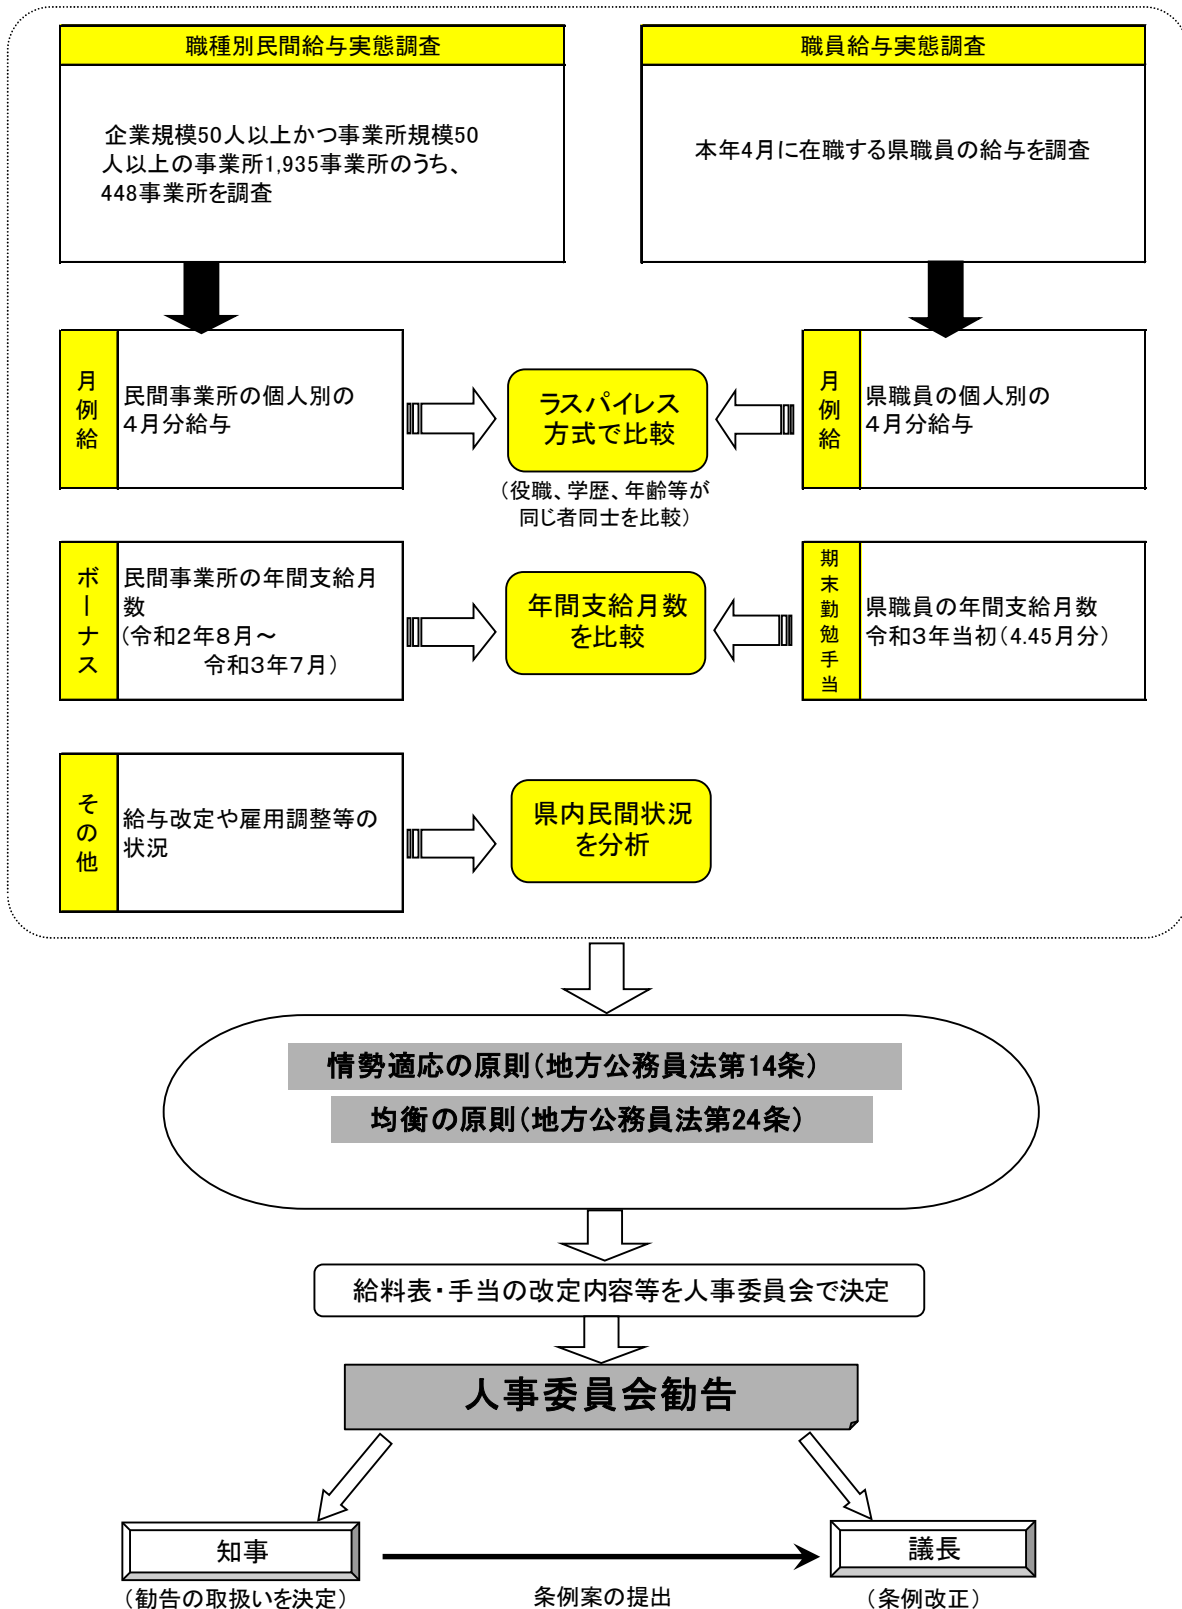 職種別民間給与実態調査
企業規模50人以上かつ事業所規模50
人以上の事業所1,935事業所のうち、
448事業所を調査
職員給与実態調査
本年4月に在職する県職員の給与を調査
月例給
民間事業所の個人別の
4月分給与
ラスパイレス
方式で比較
(役職、学歴、年齢等が
同じ者同士を比較)
月例給
県職員の個人別の
4月分給与
ボーナス
民間事業所の年間支給月
数
(令和2年8月～
令和3年7月)
年間支給月数
を比較
期末勤勉手当
県職員の年間支給月数
令和3年当初(4.45月分)
その他
給与改定や雇用調整等の
状況
県内民間状況
を分析
情勢適応の原則(地方公務員法第14条)
均衡の原則(地方公務員法第24条)
給料表・手当の改定内容等を人事委員会で決定
人事委員会勧告
知事
議長
(勧告の取扱いを決定)
条例案の提出
(条例改正)